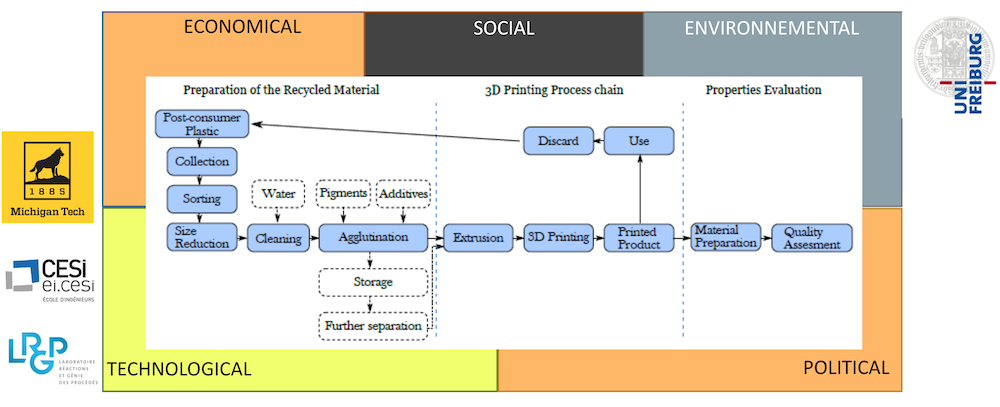 ECONOMICAL
SOCIAL
ENVIRONNEMENTAL
UNI
FREIBURG
Preparation of the Recycled Material
3D Printing Process chain
Properties Evaluation
Post-consumer
Plastic
Discard
Use
Collection
Sorting
Water
Pigments
Additives
Size
Reduction
Cleaning
Agglutination
Extrusion
3D Printing
Printed
Product
Material
Preparation
Quality
Assesment
Storage
Further separation
1885
Michigan Tech
CESi
ei.cesi
ÉCOLE D'INGÉNIEURS
LRGP
LABORATOIRE
RÉACTIONS
ET GÉNIE
DES PROCÉDÉS
TECHNOLOGICAL
POLITICAL